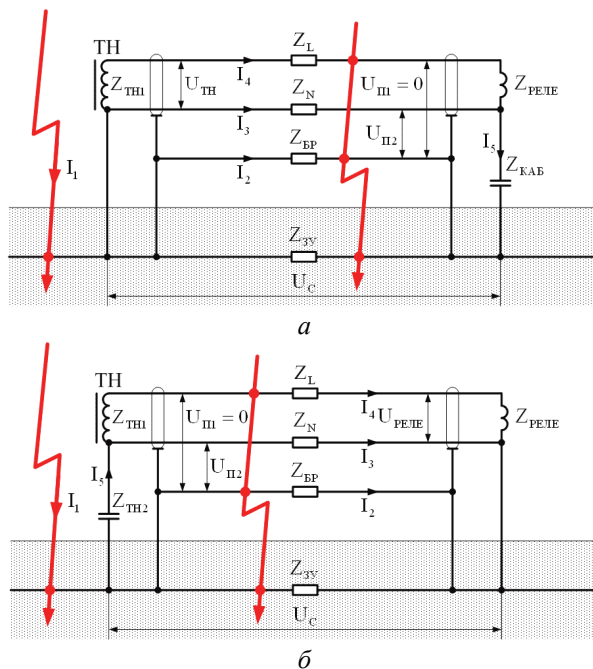 ТН
Z_L
Z_ТН1
U_ТН
I_4
U_П1 = 0
Z_РЕЛЕ
Z_N
I_3
U_П2
I_1
I_2
Z_БР
I_5
Z_КАБ
Z_ЗУ
U_С
а
ТН
Z_L
Z_ТН1
U_П1 = 0
I_4
U_РЕЛЕ
Z_РЕЛЕ
Z_N
I_3
U_П2
I_5
Z_БР
I_1
Z_ТН2
I_2
Z_ЗУ
U_С
б